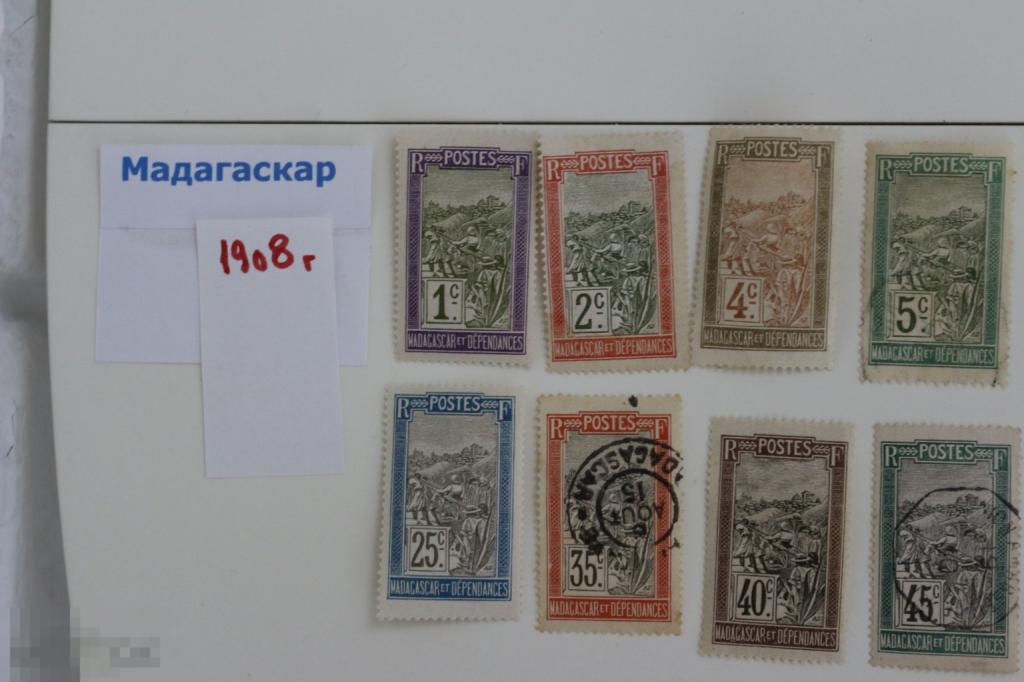 Мадагаскар
1908 г
R POSTES F
1c.
MADAGASCAR ET DÉPENDANCES
R POSTES F
2c.
MADAGASCAR ET DÉPENDANCES
R POSTES F
4c.
MADAGASCAR ET DÉPENDANCES
R POSTES F
5c.
MADAGASCAR ET DÉPENDANCES
R POSTES F
25c.
MADAGASCAR ET DÉPENDANCES
R POSTES F
35c.
MADAGASCAR ET DÉPENDANCES
MADAGASCAR
AOUT
15
R POSTES F
40c.
MADAGASCAR ET DÉPENDANCES
R POSTES F
45c.
MADAGASCAR ET DÉPENDANCES